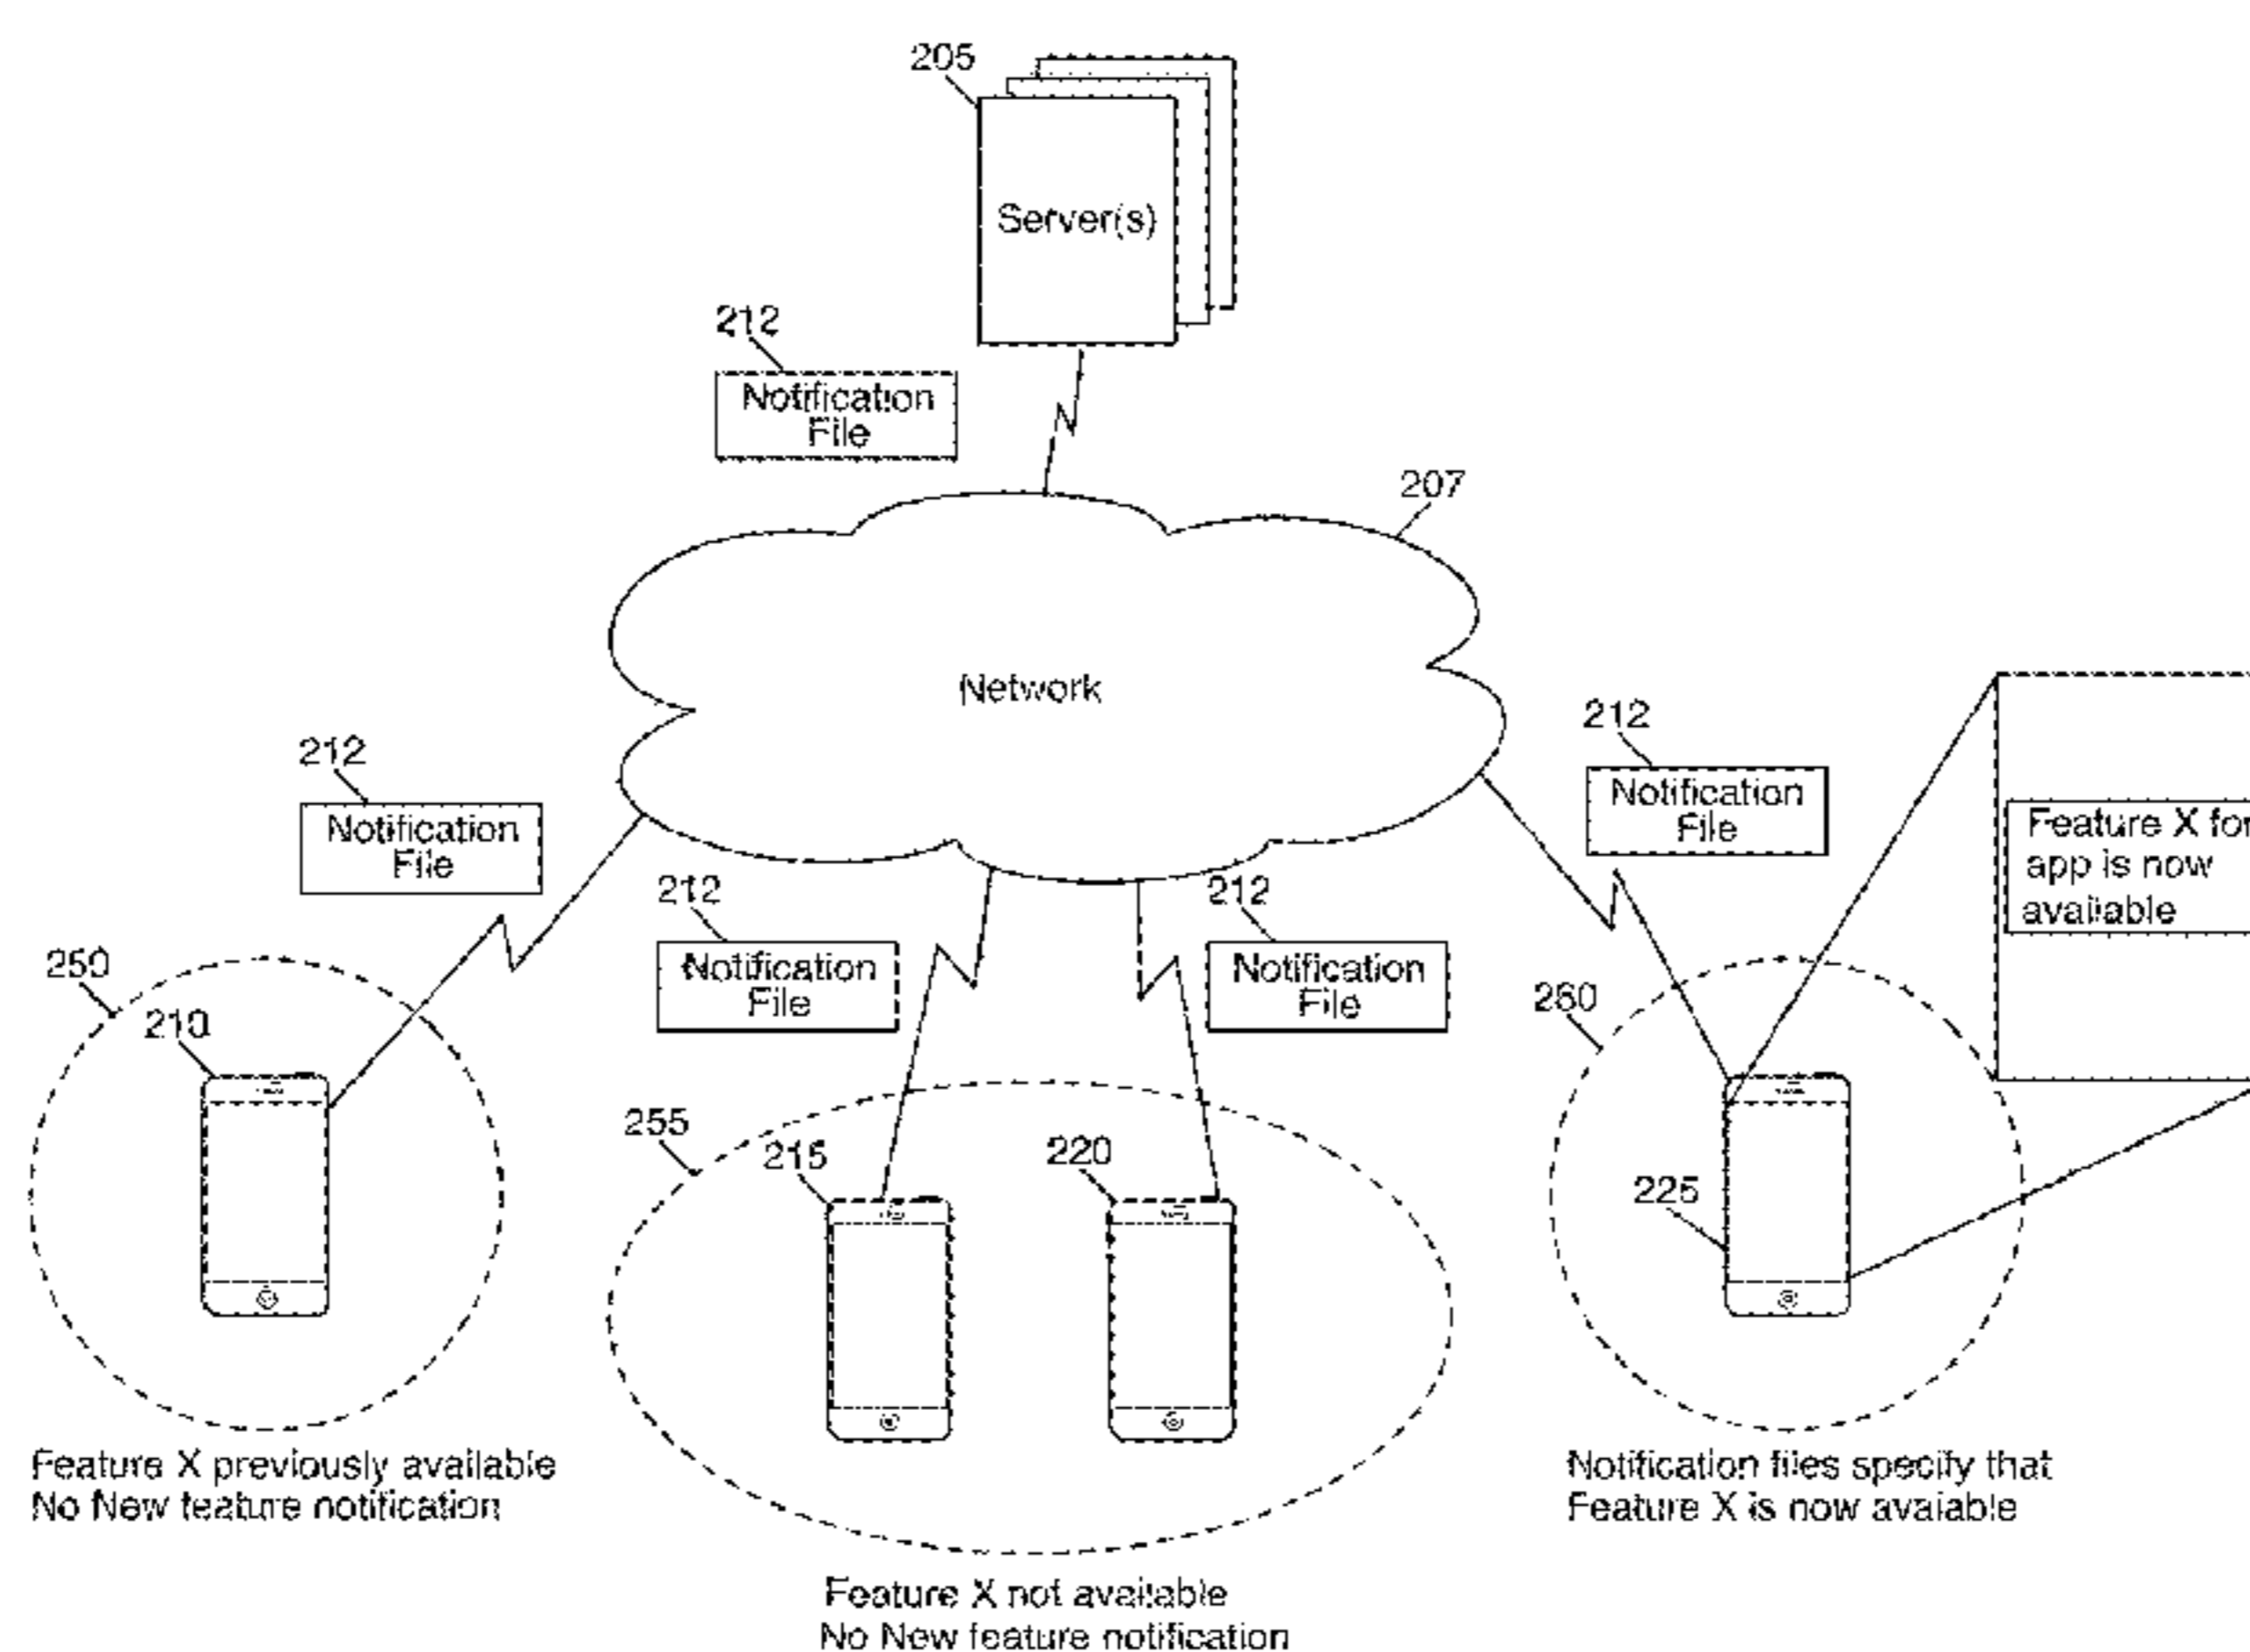 205
Server(s)
212
Notification
File
207
Network
212
Notification
File
212
Notification
File
212
Notification
File
212
Notification
File
Feature X for
app is now
available
250
210
255
215
220
260
225
Feature X previously available
No New feature notification
Notification files specify that
Feature X is now avaiable
Feature X not available
No New feature notification